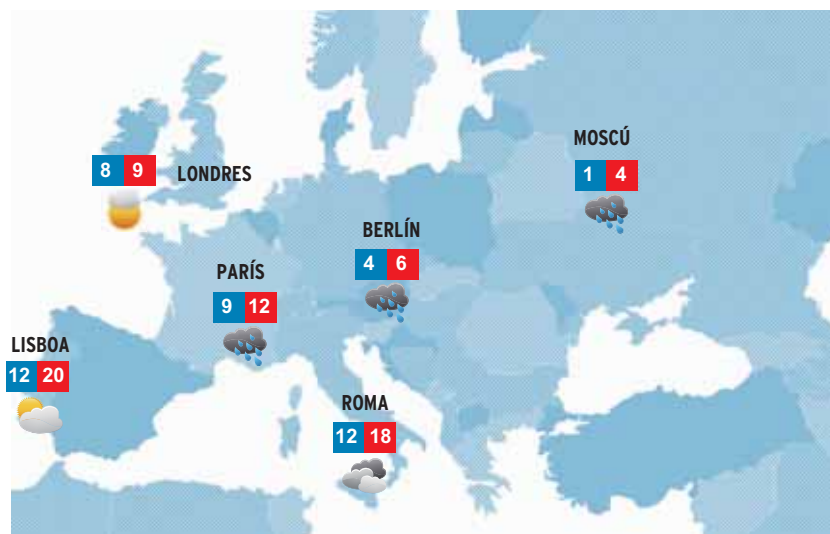 MOSCÚ
1 4
8 9 LONDRES
BERLÍN
4 6
PARÍS
9 12
LISBOA
12 20
ROMA
12 18